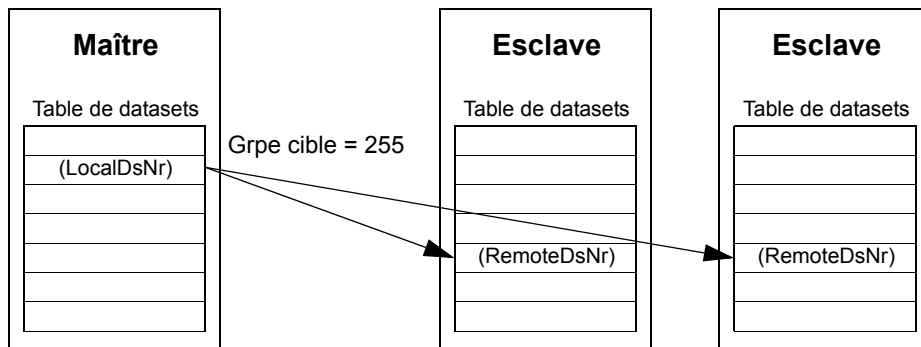 Maître
Esclave
Esclave
Table de datasets
Table de datasets
Table de datasets
Grpe cible = 255
(LocalDsNr)
(RemoteDsNr)
(RemoteDsNr)